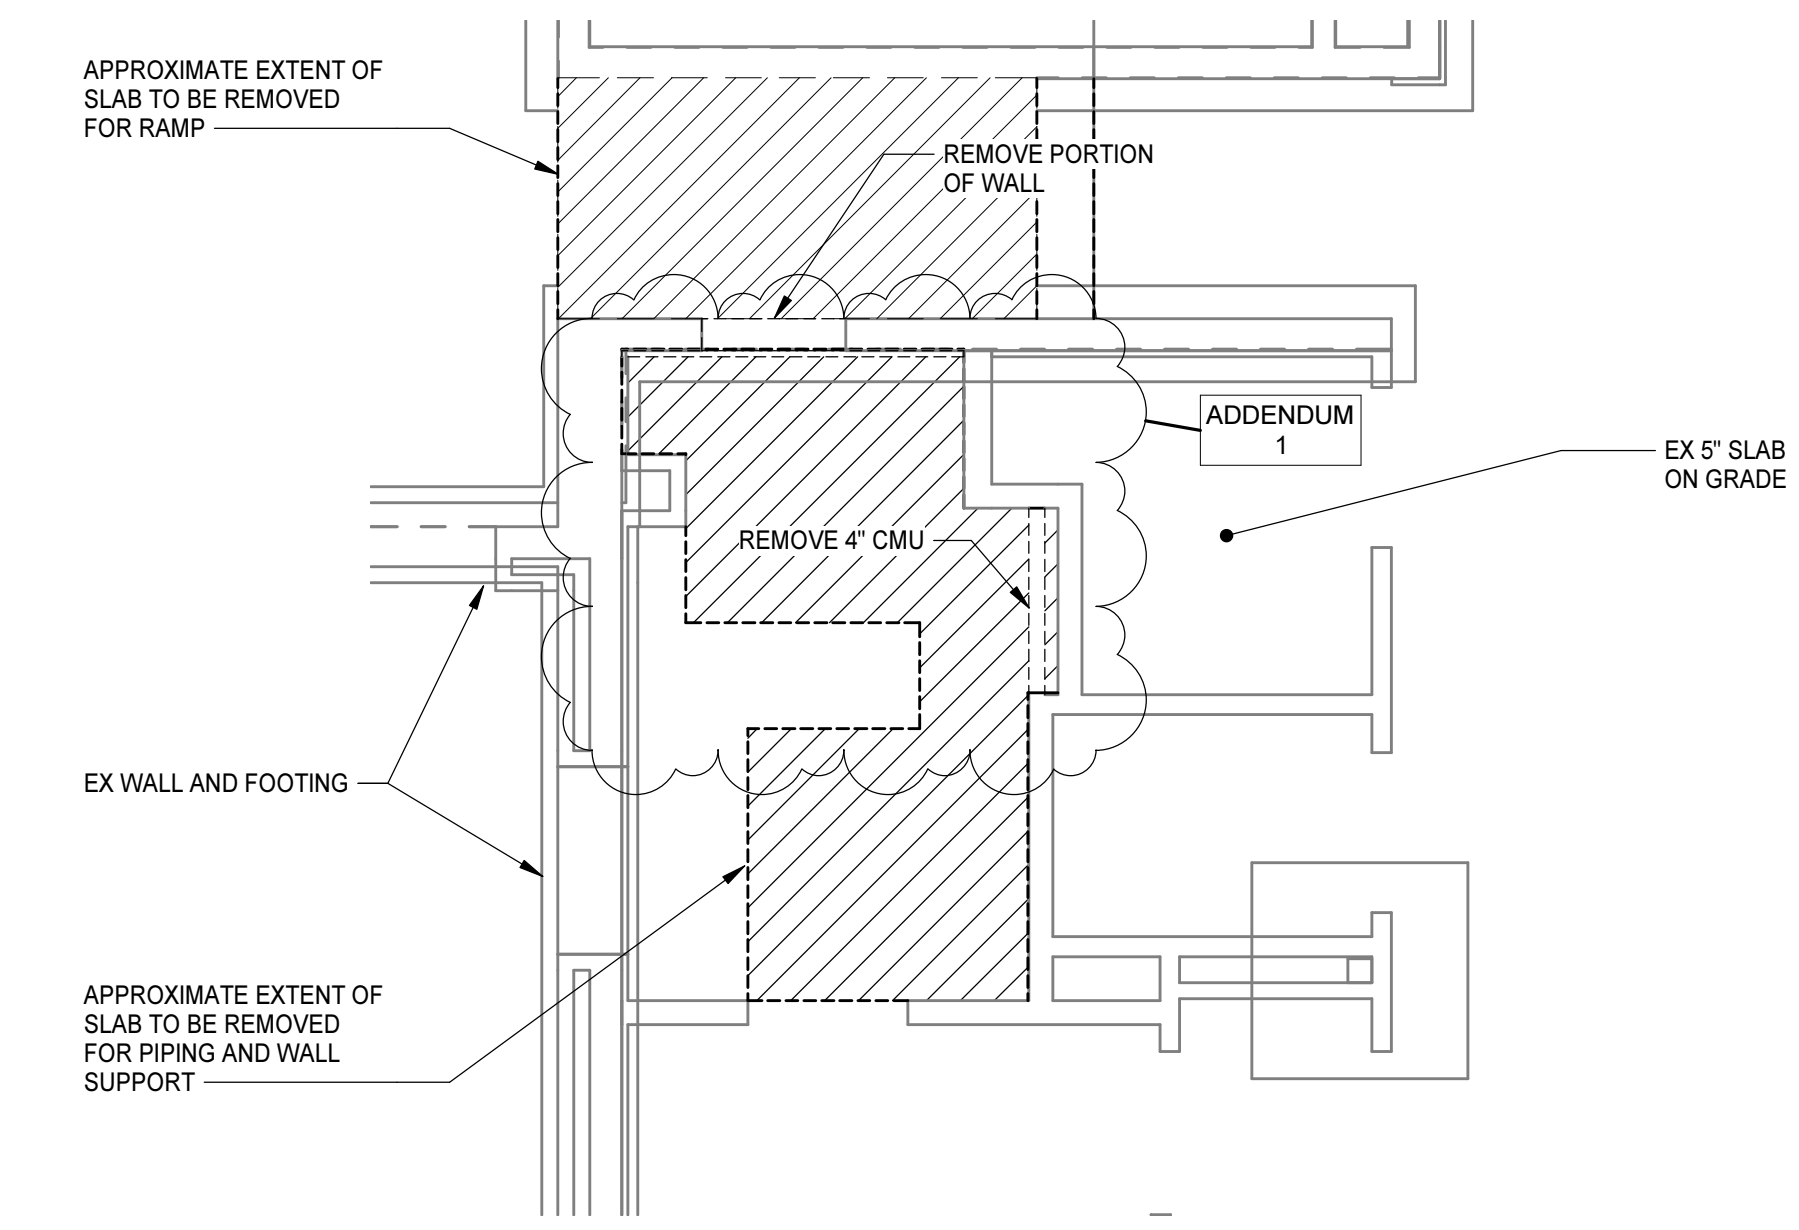 APPROXIMATE EXTENT OF
SLAB TO BE REMOVED
FOR RAMP
REMOVE PORTION
OF WALL
ADDENDUM
1
EX 5" SLAB
ON GRADE
REMOVE 4" CMU
EX WALL AND FOOTING
APPROXIMATE EXTENT OF
SLAB TO BE REMOVED
FOR PIPING AND WALL
SUPPORT